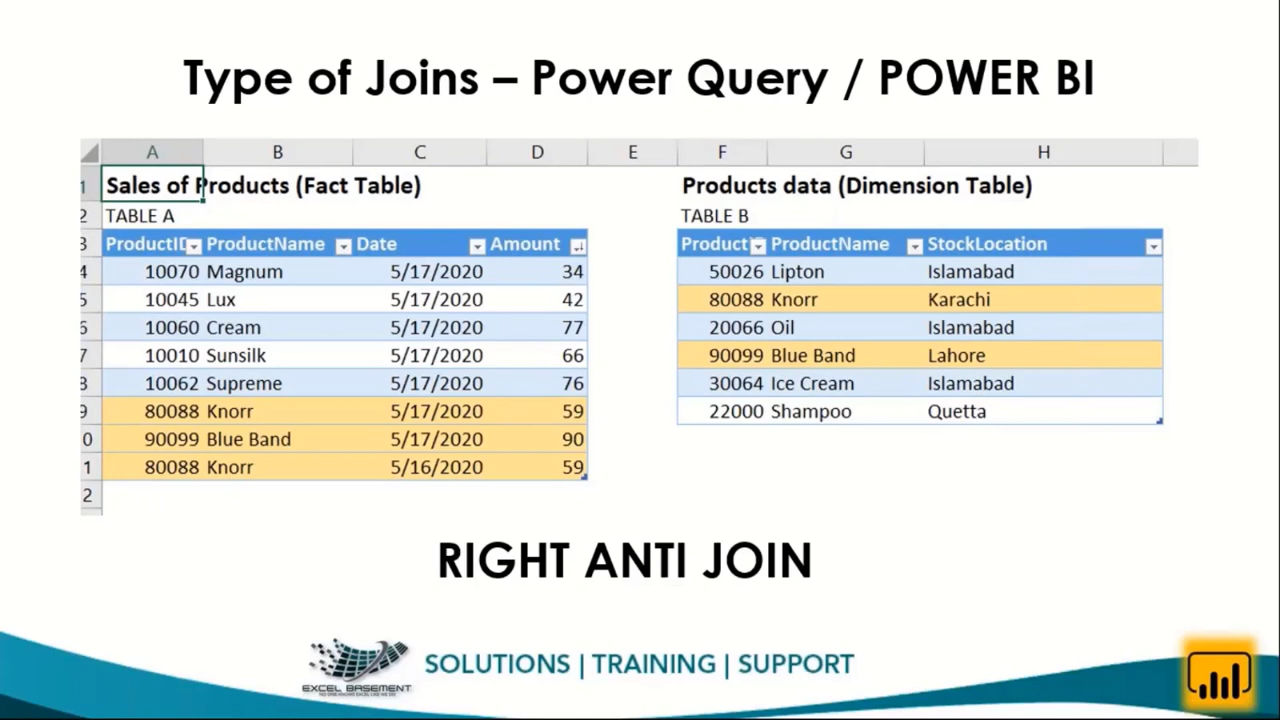 Type of Joins – Power Query / POWER BI
A B C D E F G H
1 Sales of Products (Fact Table) Products data (Dimension Table)
2 TABLE A TABLE B
3 ProductID ProductName Date Amount Product ProductName StockLocation
4 10070 Magnum 5/17/2020 34 50026 Lipton Islamabad
5 10045 Lux 5/17/2020 42 80088 Knorr Karachi
6 10060 Cream 5/17/2020 77 20066 Oil Islamabad
7 10010 Sunsilk 5/17/2020 66 90099 Blue Band Lahore
8 10062 Supreme 5/17/2020 76 30064 Ice Cream Islamabad
9 80088 Knorr 5/17/2020 59 22000 Shampoo Quetta
0 90099 Blue Band 5/17/2020 90
1 80088 Knorr 5/16/2020 59
2
RIGHT ANTI JOIN
SOLUTIONS | TRAINING | SUPPORT
EXCEL BASEMENT